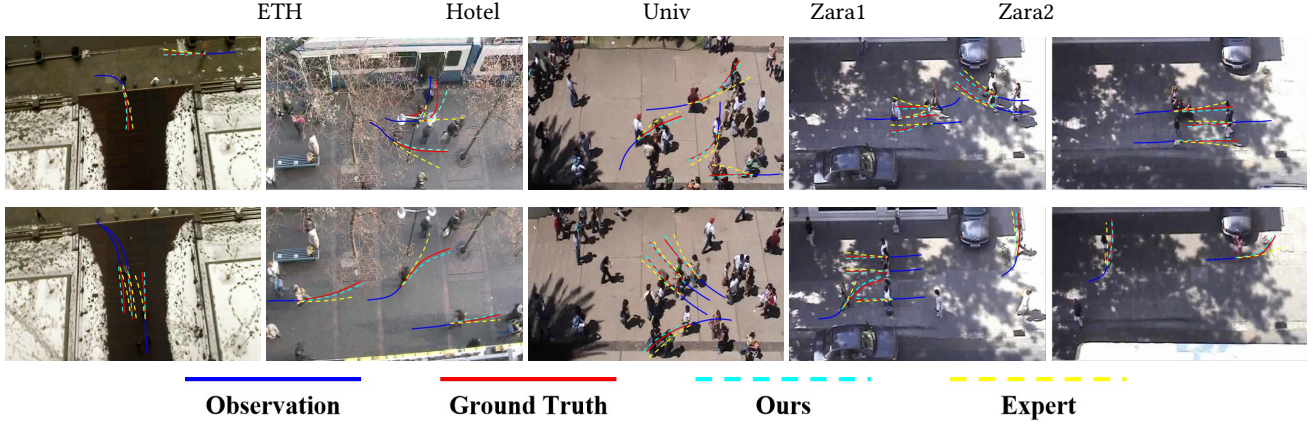 ETH Hotel Univ Zara1 Zara2
Observation Ground Truth Ours Expert